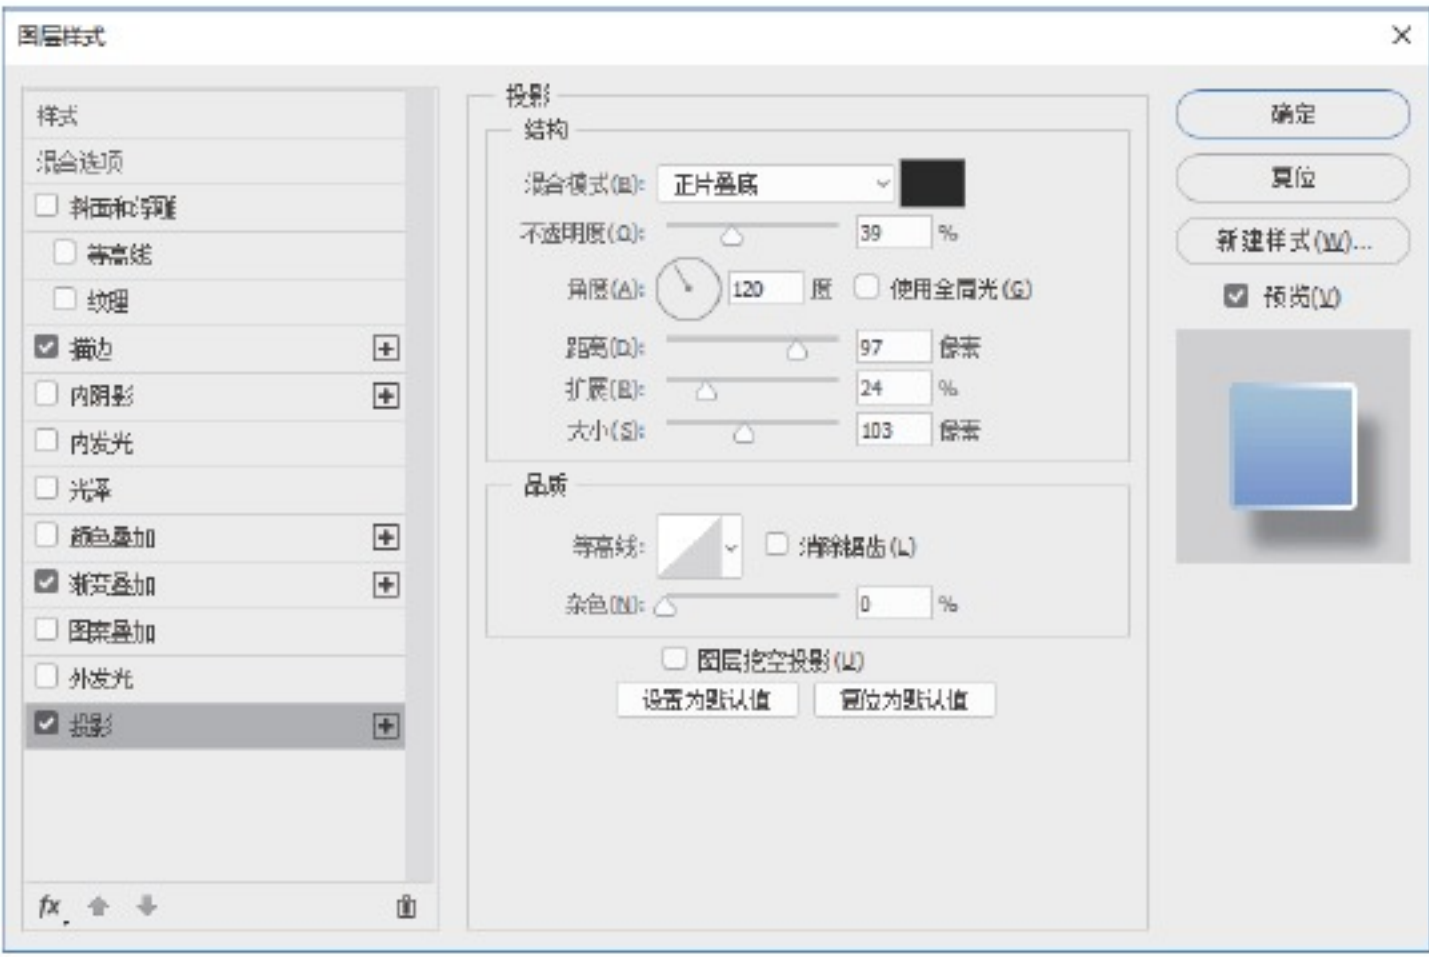 图层样式
样式
混合选项
斜面和浮雕
等高线
纹理
描边
内阴影
内发光
光泽
颜色叠加
渐变叠加
图案叠加
外发光
投影
fx
投影
结构
混合模式(B): 正片叠底
不透明度(O): 39 %
角度(A): 120 度 使用全局光(G)
距离(D): 97 像素
扩展(R): 24 %
大小(S): 103 像素
品质
等高线: 消除锯齿(L)
杂色(N): 0 %
图层挖空投影(U)
设置为默认值 复位为默认值
确定
复位
新建样式(W)...
预览(V)